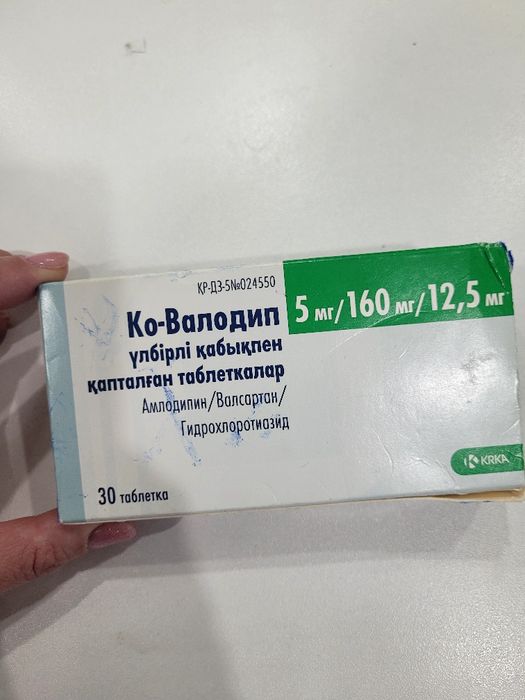 ҚР-ДЗ-5№024550
Ко-Валодип
5 мг/160 мг/12,5 мг
үлбірлі қабықпен
қапталған таблеткалар
Амлодипин/Валсартан/
Гидрохлоротиазид
KRKA
30 таблетка